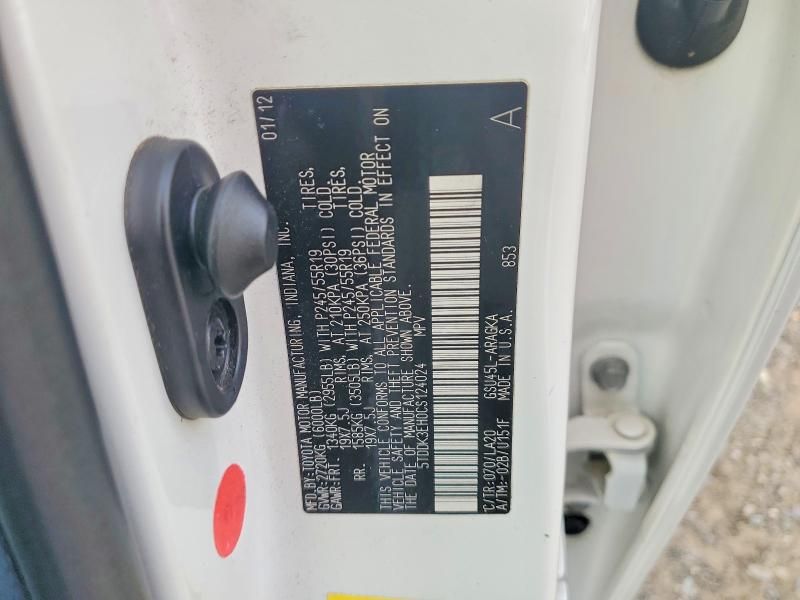 MFD.BY:TOYOTA MOTOR MANUFACTURING, INDIANA, INC. 01/12
GVWR:2720KG(6000LB)
GAWR:FRT. 1340KG (2955LB) WITH P245/55R19 TIRES,
19X7.5J RIMS, AT 210KPA (30PSI) COLD.
RR. 1585KG (3505LB) WITH P245/55R19 TIRES,
19X7.5J RIMS, AT 250KPA (36PSI) COLD.
THIS VEHICLE CONFORMS TO ALL APPLICABLE FEDERAL MOTOR
VEHICLE SAFETY AND THEFT PREVENTION STANDARDS IN EFFECT ON
THE DATE OF MANUFACTURE SHOWN ABOVE.
5TDDK3EH0CS124024 MPV
C/TR:070/LA20 GSU45L-ARAGKA 853
A/TM:-02B/U151F MADE IN U.S.A.
A